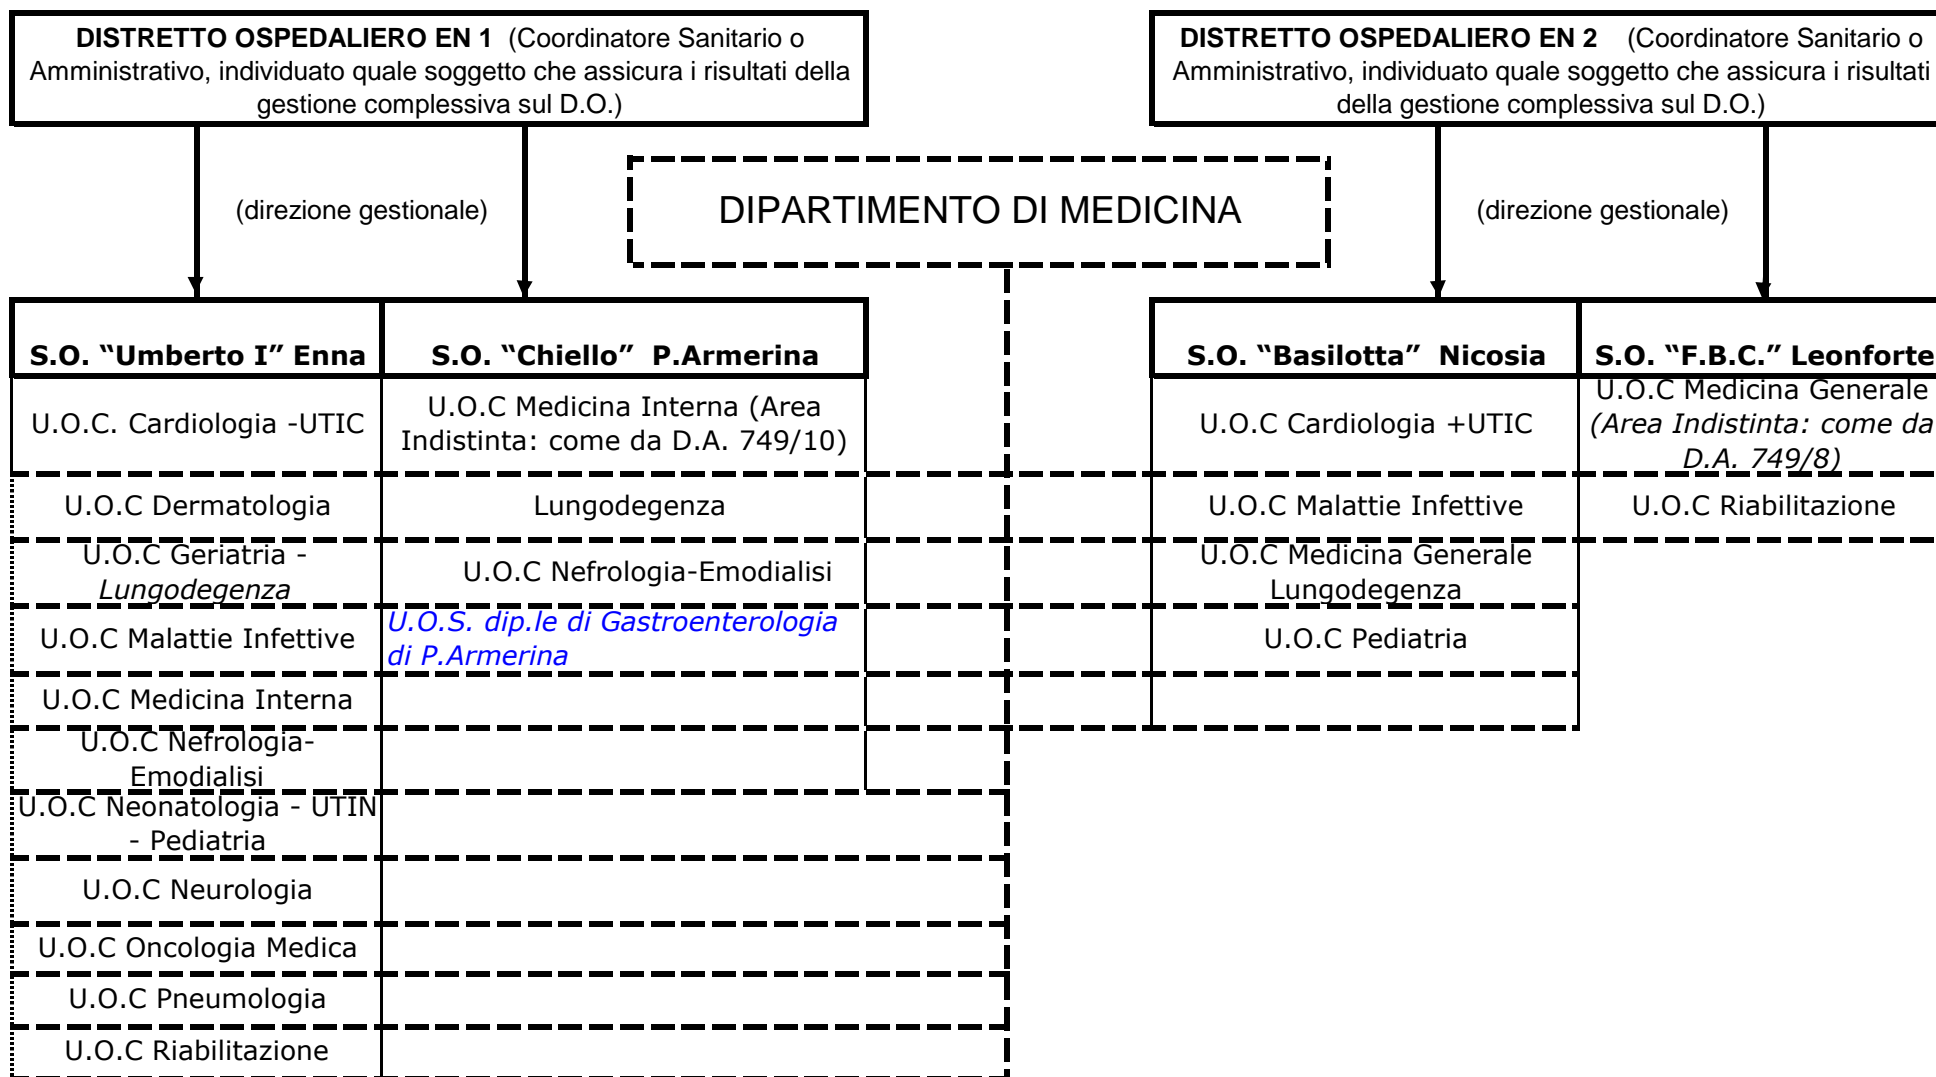 DISTRETTO OSPEDALIERO EN 1 (Coordinatore Sanitario o
Amministrativo, individuato quale soggetto che assicura i risultati della
gestione complessiva sul D.O.)
DISTRETTO OSPEDALIERO EN 2 (Coordinatore Sanitario o
Amministrativo, individuato quale soggetto che assicura i risultati
della gestione complessiva sul D.O.)
(direzione gestionale)
DIPARTIMENTO DI MEDICINA
(direzione gestionale)
S.O. “Umberto I” Enna
S.O. “Chiello” P.Armerina
S.O. “Basilotta” Nicosia
S.O. “F.B.C.” Leonforte
U.O.C. Cardiologia -UTIC
U.O.C Medicina Interna (Area
Indistinta: come da D.A. 749/10)
U.O.C Cardiologia +UTIC
U.O.C Medicina Generale
(Area Indistinta: come da
D.A. 749/8)
U.O.C Dermatologia
Lungodegenza
U.O.C Malattie Infettive
U.O.C Riabilitazione
U.O.C Geriatria -
Lungodegenza
U.O.C Nefrologia-Emodialisi
U.O.C Medicina Generale
Lungodegenza
U.O.C Malattie Infettive
U.O.S. dip.le di Gastroenterologia
di P.Armerina
U.O.C Pediatria
U.O.C Medicina Interna
U.O.C Nefrologia-
Emodialisi
U.O.C Neonatologia - UTIN
- Pediatria
U.O.C Neurologia
U.O.C Oncologia Medica
U.O.C Pneumologia
U.O.C Riabilitazione